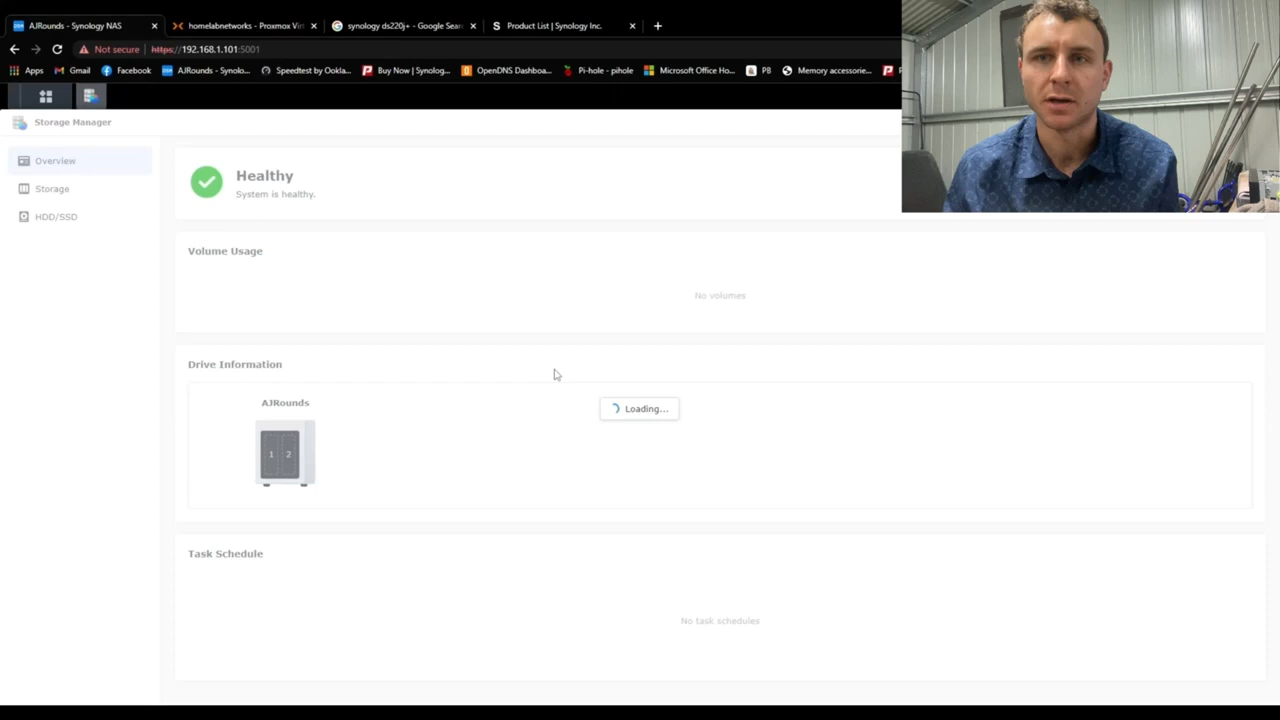 AJRounds - Synology NAS
homelabnetworks - Proxmox Virt
synology ds220j+ - Google Sear
Product List | Synology Inc.
Not secure
https://192.168.1.101:5001
Apps
Gmail
Facebook
AJRounds - Synolo...
Speedtest by Ookla...
Buy Now | Synolog...
OpenDNS Dashboa...
Pi-hole - pihole
Microsoft Office Ho...
PB
Memory accessorie...
Storage Manager
Overview
Storage
HDD/SSD
Healthy
System is healthy.
Volume Usage
No volumes
Drive Information
AJRounds
1 2
Loading...
Task Schedule
No task schedules